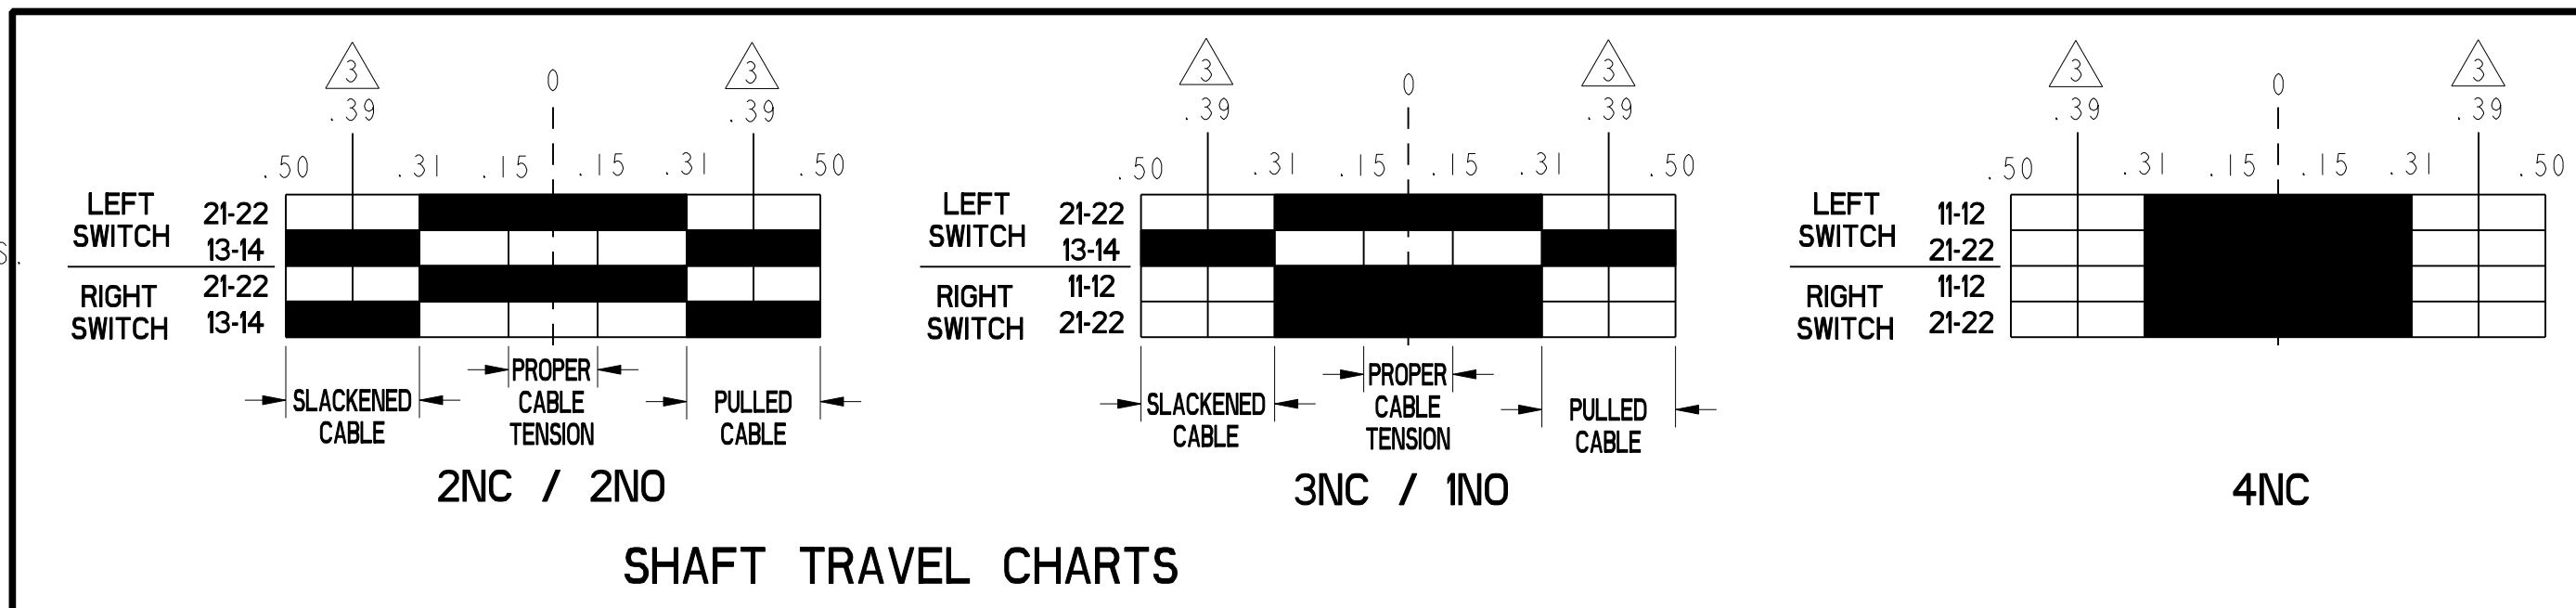 3 0 3
.39 .39
.50 .31 .15 .15 .31 .50
LEFT
SWITCH
21-22
13-14
RIGHT
SWITCH
21-22
13-14
SLACKENED
CABLE
PROPER
CABLE
TENSION
PULLED
CABLE
2NC / 2NO
3 0 3
.39 .39
.50 .31 .15 .15 .31 .50
LEFT
SWITCH
21-22
13-14
RIGHT
SWITCH
11-12
21-22
SLACKENED
CABLE
PROPER
CABLE
TENSION
PULLED
CABLE
3NC / 1NO
3 0 3
.39 .39
.50 .31 .15 .15 .31 .50
LEFT
SWITCH
11-12
21-22
RIGHT
SWITCH
11-12
21-22
4NC
SHAFT TRAVEL CHARTS